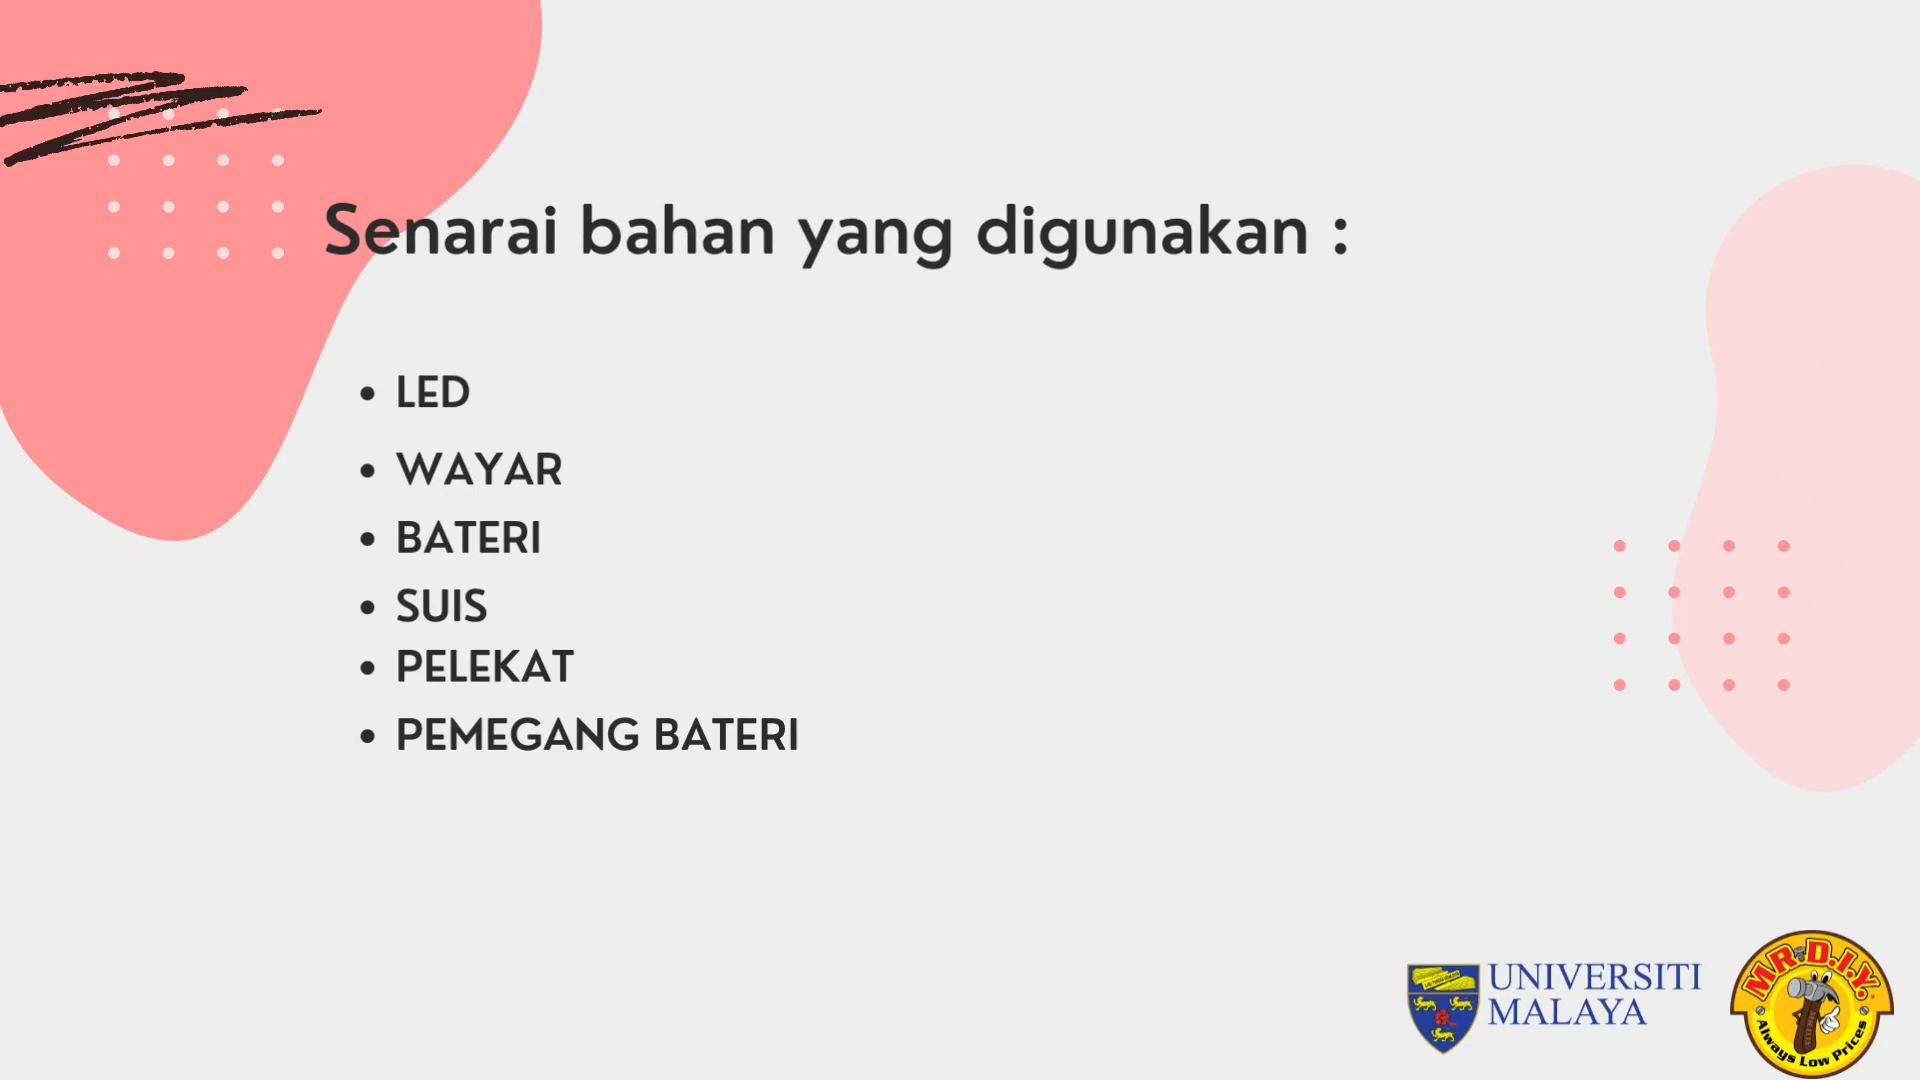 Senarai bahan yang digunakan :
• LED
• WAYAR
• BATERI
• SUIS
• PELEKAT
• PEMEGANG BATERI
UNIVERSITI
MALAYA
MR. D.I.Y.
Always Low Prices